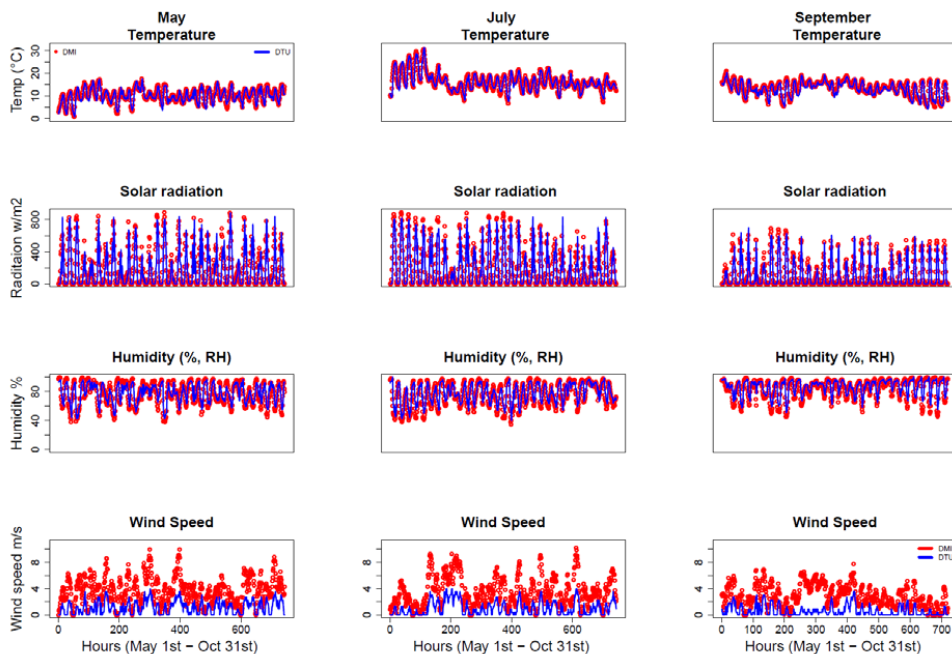 May
Temperature
July
Temperature
September
Temperature
Temp (°C)
0 10 20 30
DMI
DTU
Solar radiation
Solar radiation
Solar radiation
Raditaion w/m2
0 400 800
Humidity (%, RH)
Humidity (%, RH)
Humidity (%, RH)
Humidity %
0 40 80
Wind Speed
Wind Speed
Wind Speed
Wind speed m/s
0 4 8
DMI
DTU
0 200 400 600
0 200 400 600
0 100 200 300 400 500 600 700
Hours (May 1st − Oct 31st)
Hours (May 1st − Oct 31st)
Hours (May 1st − Oct 31st)